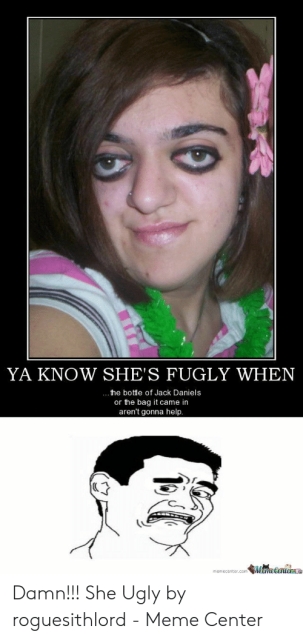 YA KNOW SHE'S FUGLY WHEN
...the bottle of Jack Daniels
or the bag it came in
aren't gonna help.
memecenter.com MemeCenter
Damn!!! She Ugly by
roguesithlord - Meme Center